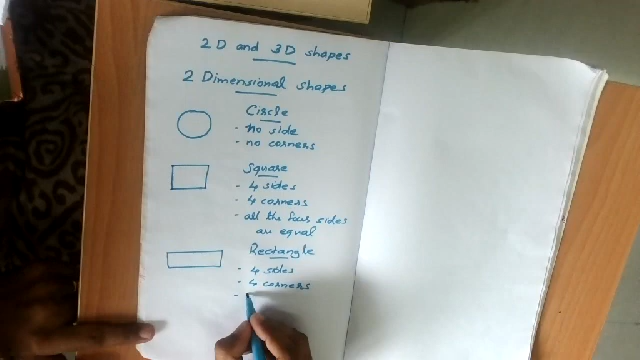 2D and 3D shapes
2 Dimensional shapes
Circle
- no side
- no corners
Square
- 4 sides
- 4 corners
- all the four sides
are equal
Rectangle
- 4 sides
- 4 corners
-